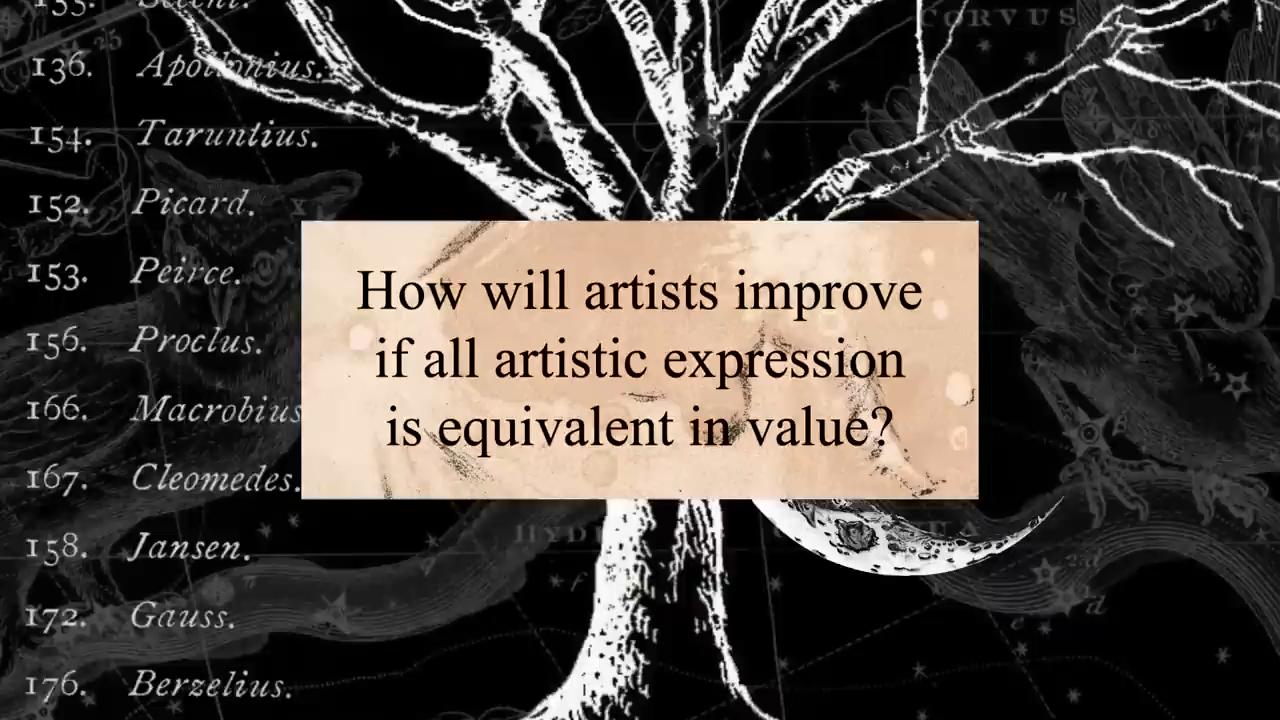 136. Apollonius.
CORVUS
154. Taruntius.
152. Picard.
153. Peirce.
156. Proclus.
166. Macrobius
167. Cleomedes.
158. Jansen.
172. Gauss.
176. Berzelius.
How will artists improve
if all artistic expression
is equivalent in value?